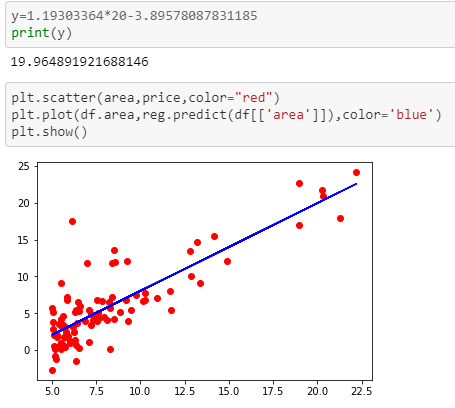 y=1.19303364*20-3.89578087831185
print(y)
19.964891921688146
plt.scatter(area,price,color="red")
plt.plot(df.area,reg.predict(df[['area']]),color='blue')
plt.show()
25
20
15
10
5
0
5.0 7.5 10.0 12.5 15.0 17.5 20.0 22.5